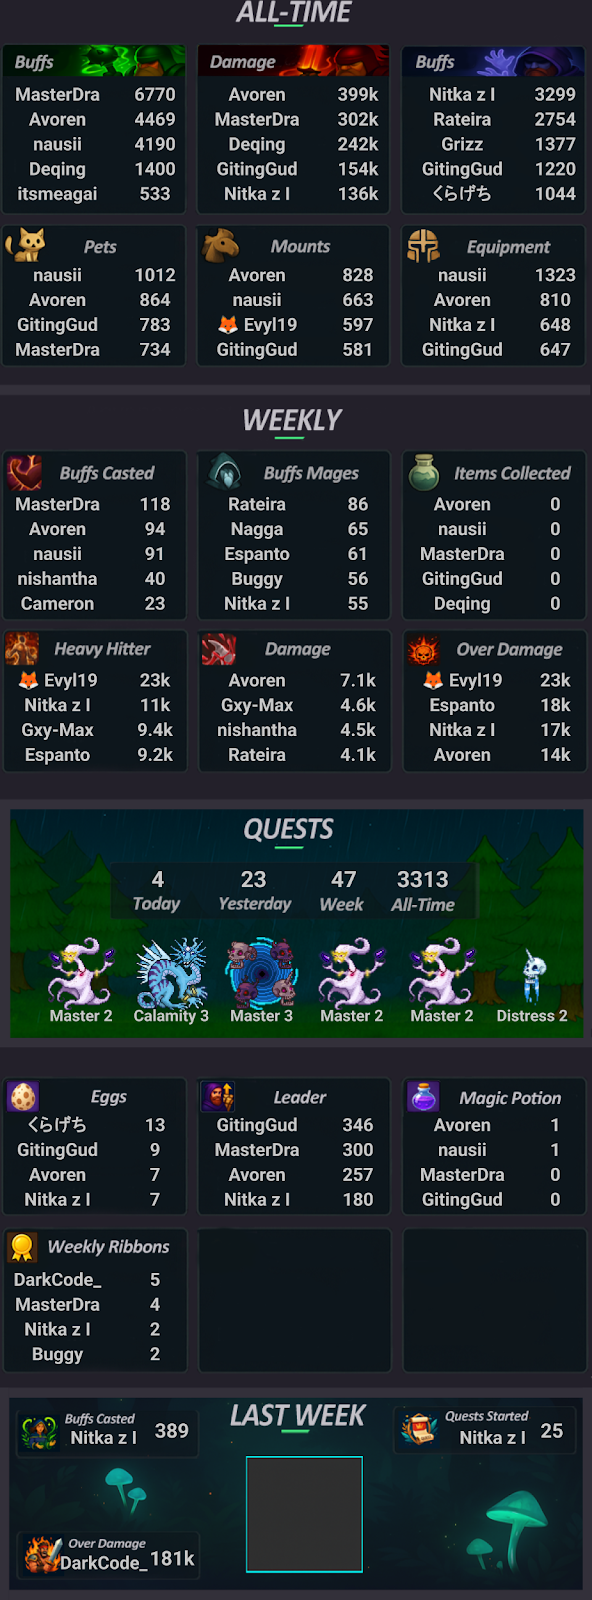 ALL-TIME
Buffs
MasterDra 6770
Avoren 4469
nausii 4190
Deqing 1400
itsmeagai 533
Damage
Avoren 399k
MasterDra 302k
Deqing 242k
GitingGud 154k
Nitka z l 136k
Buffs
Nitka z l 3299
Rateira 2754
Grizz 1377
GitingGud 1220
くらげち 1044
Pets
nausii 1012
Avoren 864
GitingGud 783
MasterDra 734
Mounts
Avoren 828
nausii 663
🦊 Evyl19 597
GitingGud 581
Equipment
nausii 1323
Avoren 810
Nitka z l 648
GitingGud 647
WEEKLY
Buffs Casted
MasterDra 118
Avoren 94
nausii 91
nishantha 40
Cameron 23
Buffs Mages
Rateira 86
Nagga 65
Espanto 61
Buggy 56
Nitka z l 55
Items Collected
Avoren 0
nausii 0
MasterDra 0
GitingGud 0
Deqing 0
Heavy Hitter
🦊 Evyl19 23k
Nitka z l 11k
Gxy-Max 9.4k
Espanto 9.2k
Damage
Avoren 7.1k
Gxy-Max 4.6k
nishantha 4.5k
Rateira 4.1k
Over Damage
🦊 Evyl19 23k
Espanto 18k
Nitka z l 17k
Avoren 14k
QUESTS
4 23 47 3313
Today Yesterday Week All-Time
Master 2 Calamity 3 Master 3 Master 2 Master 2 Distress 2
Eggs
くらげち 13
GitingGud 9
Avoren 7
Nitka z l 7
Leader
GitingGud 346
MasterDra 300
Avoren 257
Nitka z l 180
Magic Potion
Avoren 1
nausii 1
MasterDra 0
GitingGud 0
Weekly Ribbons
DarkCode_ 5
MasterDra 4
Nitka z l 2
Buggy 2
LAST WEEK
Buffs Casted
Nitka z l 389
Quests Started
Nitka z l 25
Over Damage
DarkCode_ 181k